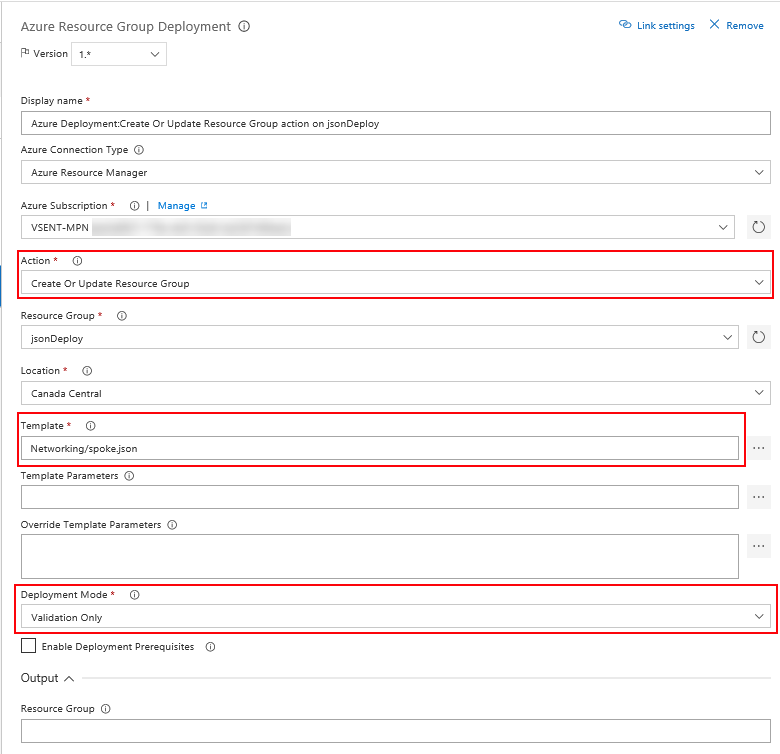 Azure Resource Group Deployment
Link settings
Remove
Version 1.*
Display name *
Azure Deployment:Create Or Update Resource Group action on jsonDeploy
Azure Connection Type
Azure Resource Manager
Azure Subscription * | Manage
VSENT-MPN
Action *
Create Or Update Resource Group
Resource Group *
jsonDeploy
Location *
Canada Central
Template *
Networking/spoke.json
...
Template Parameters
...
Override Template Parameters
...
Deployment Mode *
Validation Only
Enable Deployment Prerequisites
Output
Resource Group